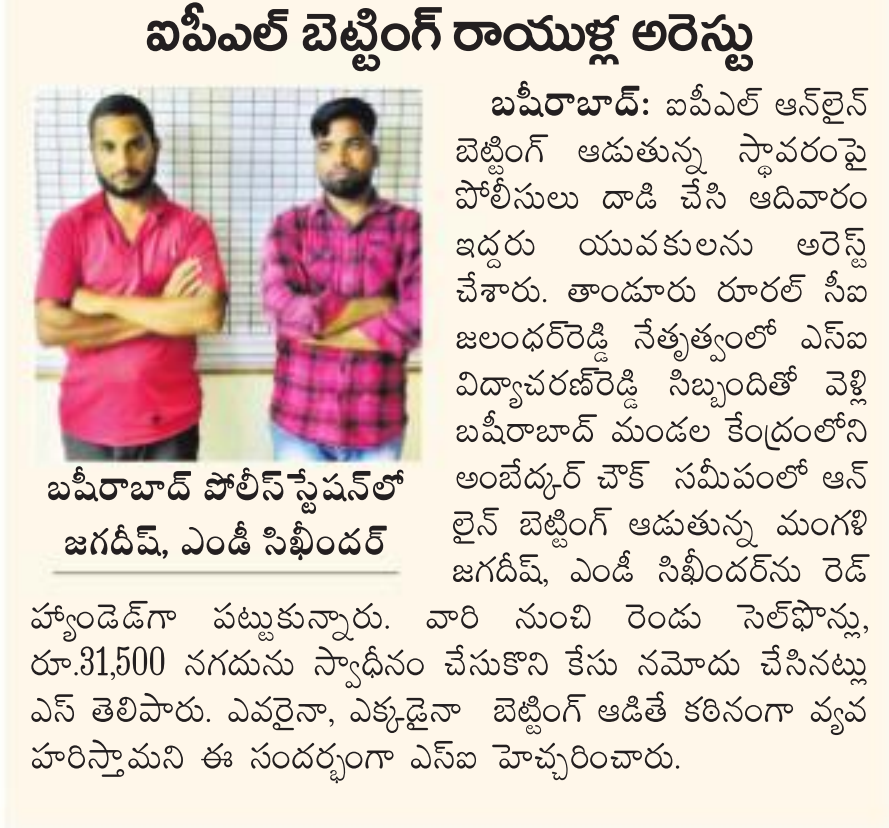 ఐపీఎల్ బెట్టింగ్ రాయుళ్ల అరెస్టు
బషీరాబాద్: ఐపీఎల్ ఆన్‌లైన్
బెట్టింగ్ ఆడుతున్న స్థావరంపై
పోలీసులు దాడి చేసి ఆదివారం
ఇద్దరు యువకులను అరెస్ట్
చేశారు. తాండూరు రూరల్ సీఐ
జలంధర్‌రెడ్డి నేతృత్వంలో ఎస్ఐ
విద్యాచరణ్‌రెడ్డి సిబ్బందితో వెళ్లి
బషీరాబాద్ మండల కేంద్రంలోని
అంబేద్కర్ చౌక్ సమీపంలో ఆన్
లైన్ బెట్టింగ్ ఆడుతున్న మంగళి
జగదీష్, ఎండీ సిఖిందర్‌ను రెడ్
హ్యాండెడ్‌గా పట్టుకున్నారు. వారి నుంచి రెండు సెల్‌ఫొన్లు,
రూ.31,500 నగదును స్వాధీనం చేసుకొని కేసు నమోదు చేసినట్లు
ఎస్ తెలిపారు. ఎవరైనా, ఎక్కడైనా బెట్టింగ్ ఆడితే కఠినంగా వ్యవ
హరిస్తామని ఈ సందర్భంగా ఎస్ఐ హెచ్చరించారు.
బషీరాబాద్ పోలీస్ స్టేషన్‌లో
జగదీష్, ఎండీ సిఖీందర్